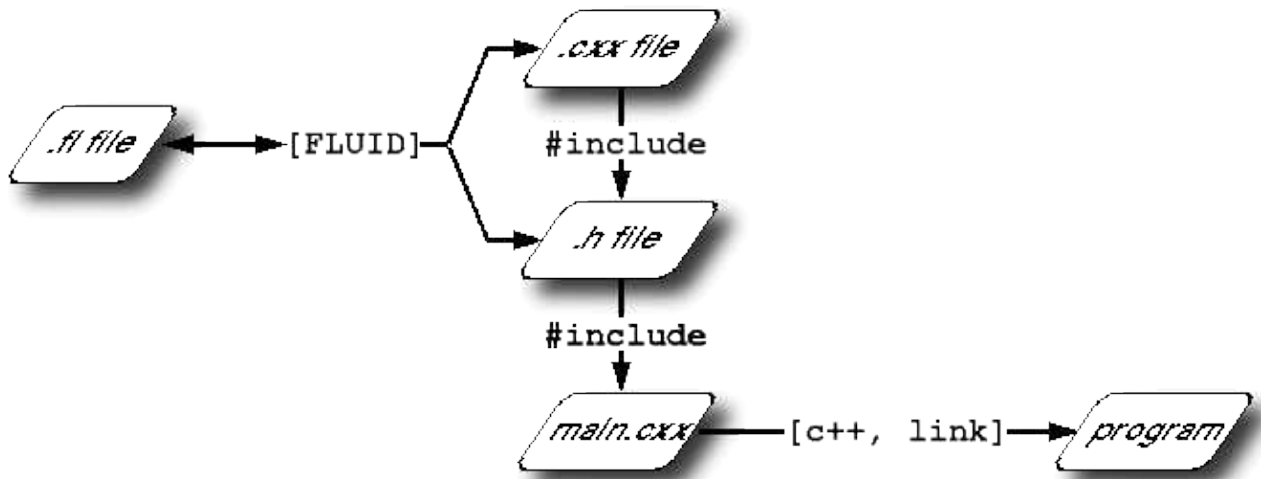 .cxx file
.fl file
[FLUID]
#include
.h file
#include
main.cxx
[c++, link]
program